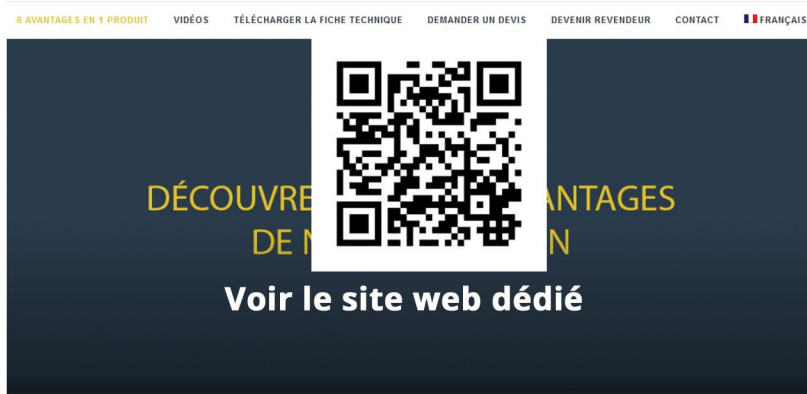 6 AVANTAGES EN 1 PRODUIT VIDÉOS TÉLÉCHARGER LA FICHE TECHNIQUE DEMANDER UN DEVIS DEVENIR REVENDEUR CONTACT FRANÇAIS
DÉCOUVRE ANTAGES
DE N N
Voir le site web dédié